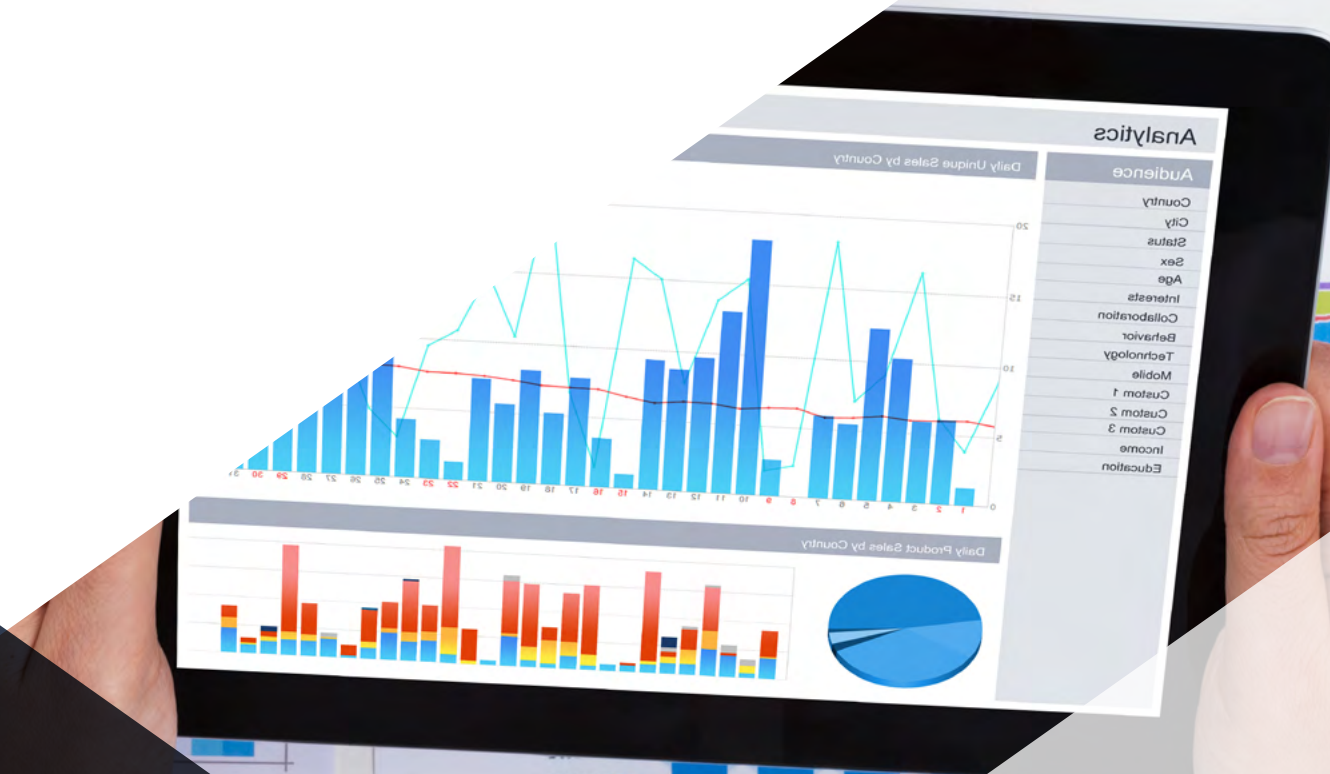 Analytics
Audience
Country
City
Status
Sex
Age
Interests
Collaboration
Behavior
Technology
Mobile
Custom 1
Custom 2
Custom 3
Income
Education
Daily Unique Sales by Country
20
15
10
5
0
1 2 3 4 5 6 7 8 9 10 11 12 13 14 15 16 17 18 19 20 21 22 23 24 25 26 27 28 29 30 31
Daily Product Sales by Country